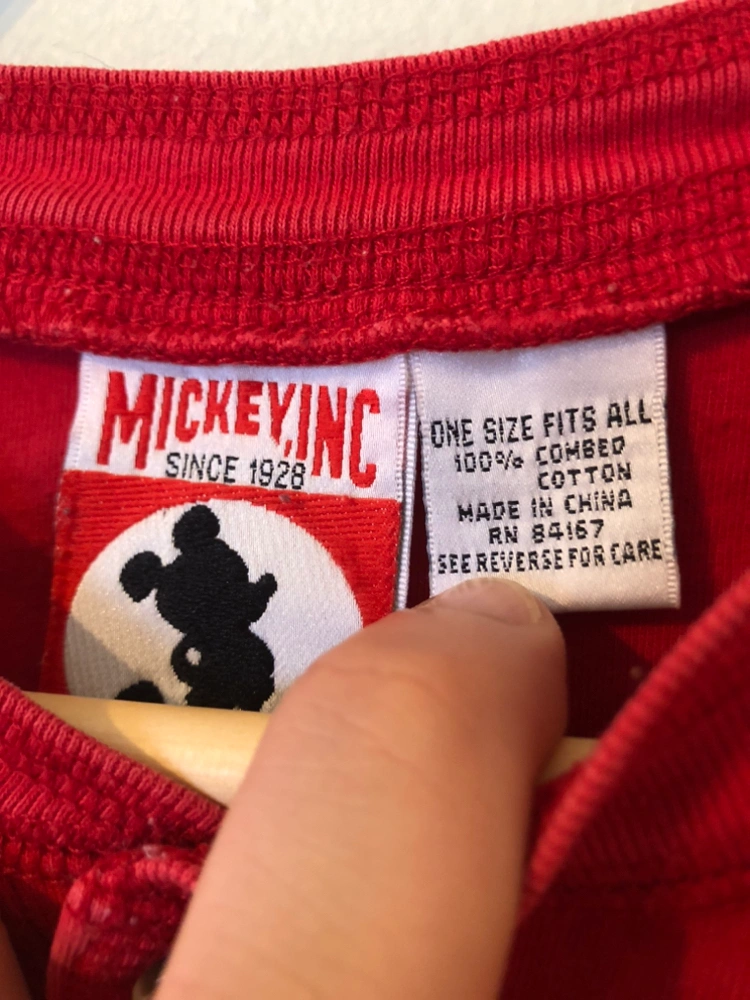 MICKEY, INC
SINCE 1928
ONE SIZE FITS ALL
100% COMBED
COTTON
MADE IN CHINA
RN 84167
SEE REVERSE FOR CARE